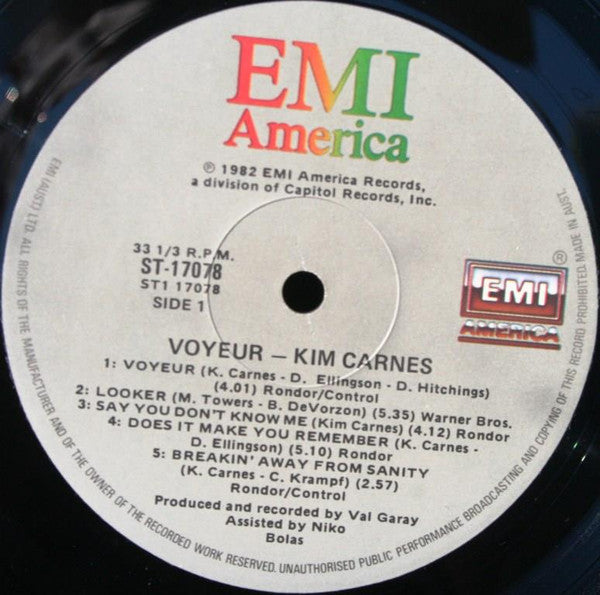 EMI
America
℗ 1982 EMI America Records,
a division of Capitol Records, Inc.
33 1/3 R.P.M.
ST-17078
ST1 17078
SIDE 1
®
EMI
AMERICA
VOYEUR — KIM CARNES
1: VOYEUR (K. Carnes - D. Ellingson - D. Hitchings)
(4.01) Rondor/Control
2: LOOKER (M. Towers - B. DeVorzon) (5.35) Warner Bros.
3: SAY YOU DON'T KNOW ME (Kim Carnes) (4.12) Rondor
4: DOES IT MAKE YOU REMEMBER (K. Carnes -
D. Ellingson) (5.10) Rondor
5: BREAKIN' AWAY FROM SANITY
(K. Carnes - C. Krampf) (2.57)
Rondor/Control
Produced and recorded by Val Garay
Assisted by Niko
Bolas
EMI (AUST) LTD. ALL RIGHTS OF THE MANUFACTURER AND OF THE OWNER OF THE RECORDED WORK RESERVED. UNAUTHORISED PUBLIC PERFORMANCE BROADCASTING AND COPYING OF THIS RECORD PROHIBITED. MADE IN AUST.